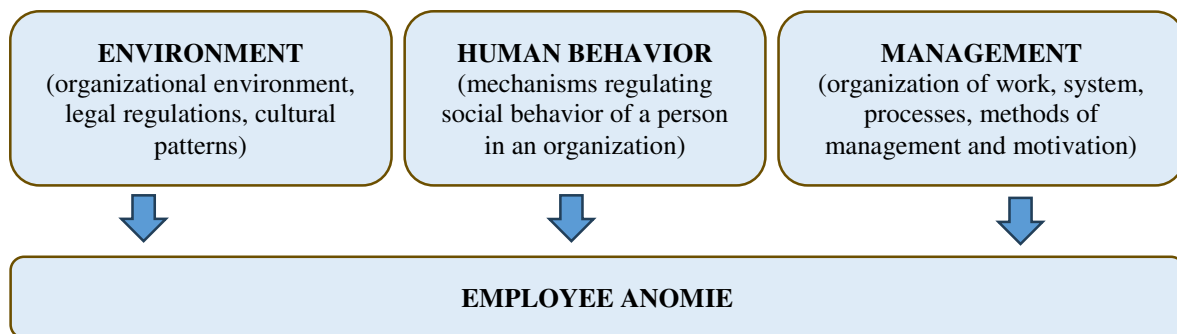 ENVIRONMENT
(organizational environment,
legal regulations, cultural
patterns)
HUMAN BEHAVIOR
(mechanisms regulating
social behavior of a person
in an organization)
MANAGEMENT
(organization of work, system,
processes, methods of
management and motivation)
EMPLOYEE ANOMIE